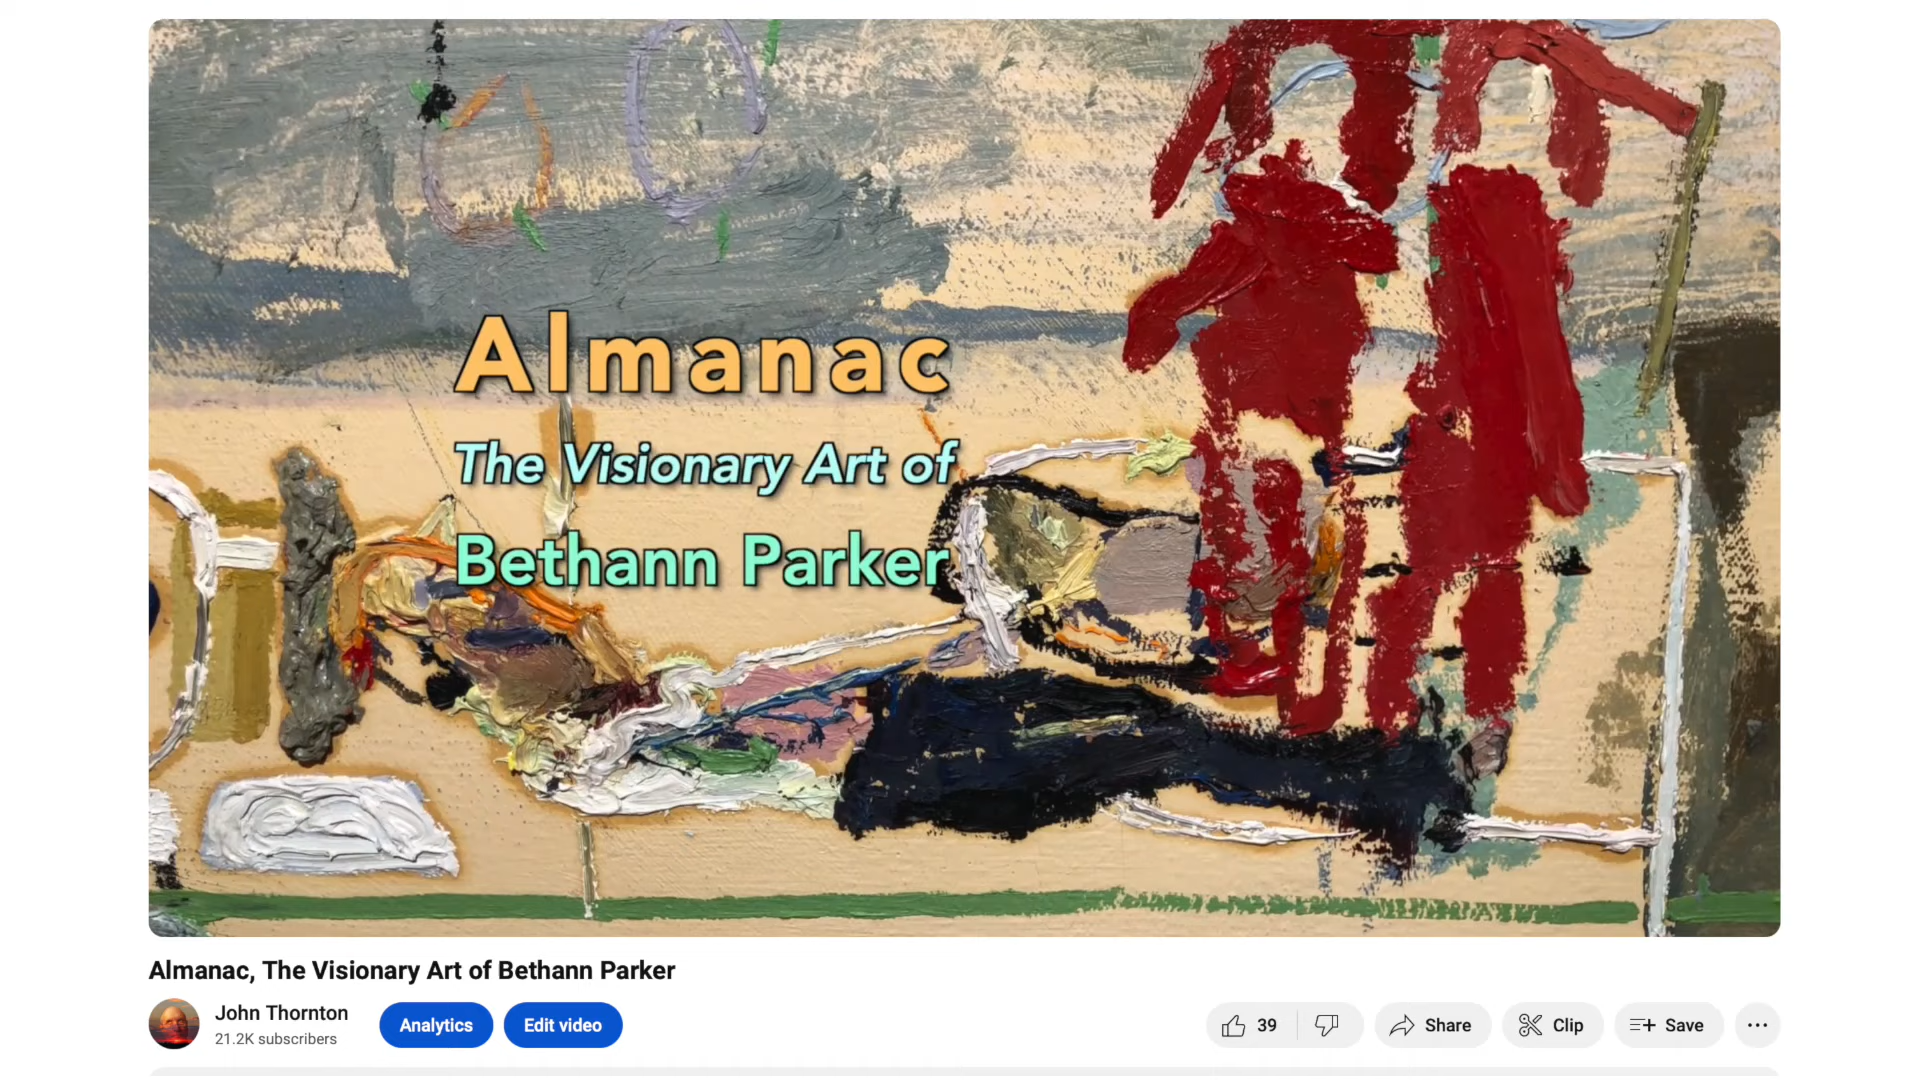 Almanac
The Visionary Art of
Bethann Parker
Almanac, The Visionary Art of Bethann Parker
John Thornton
21.2K subscribers
Analytics
Edit video
39
Share
Clip
Save